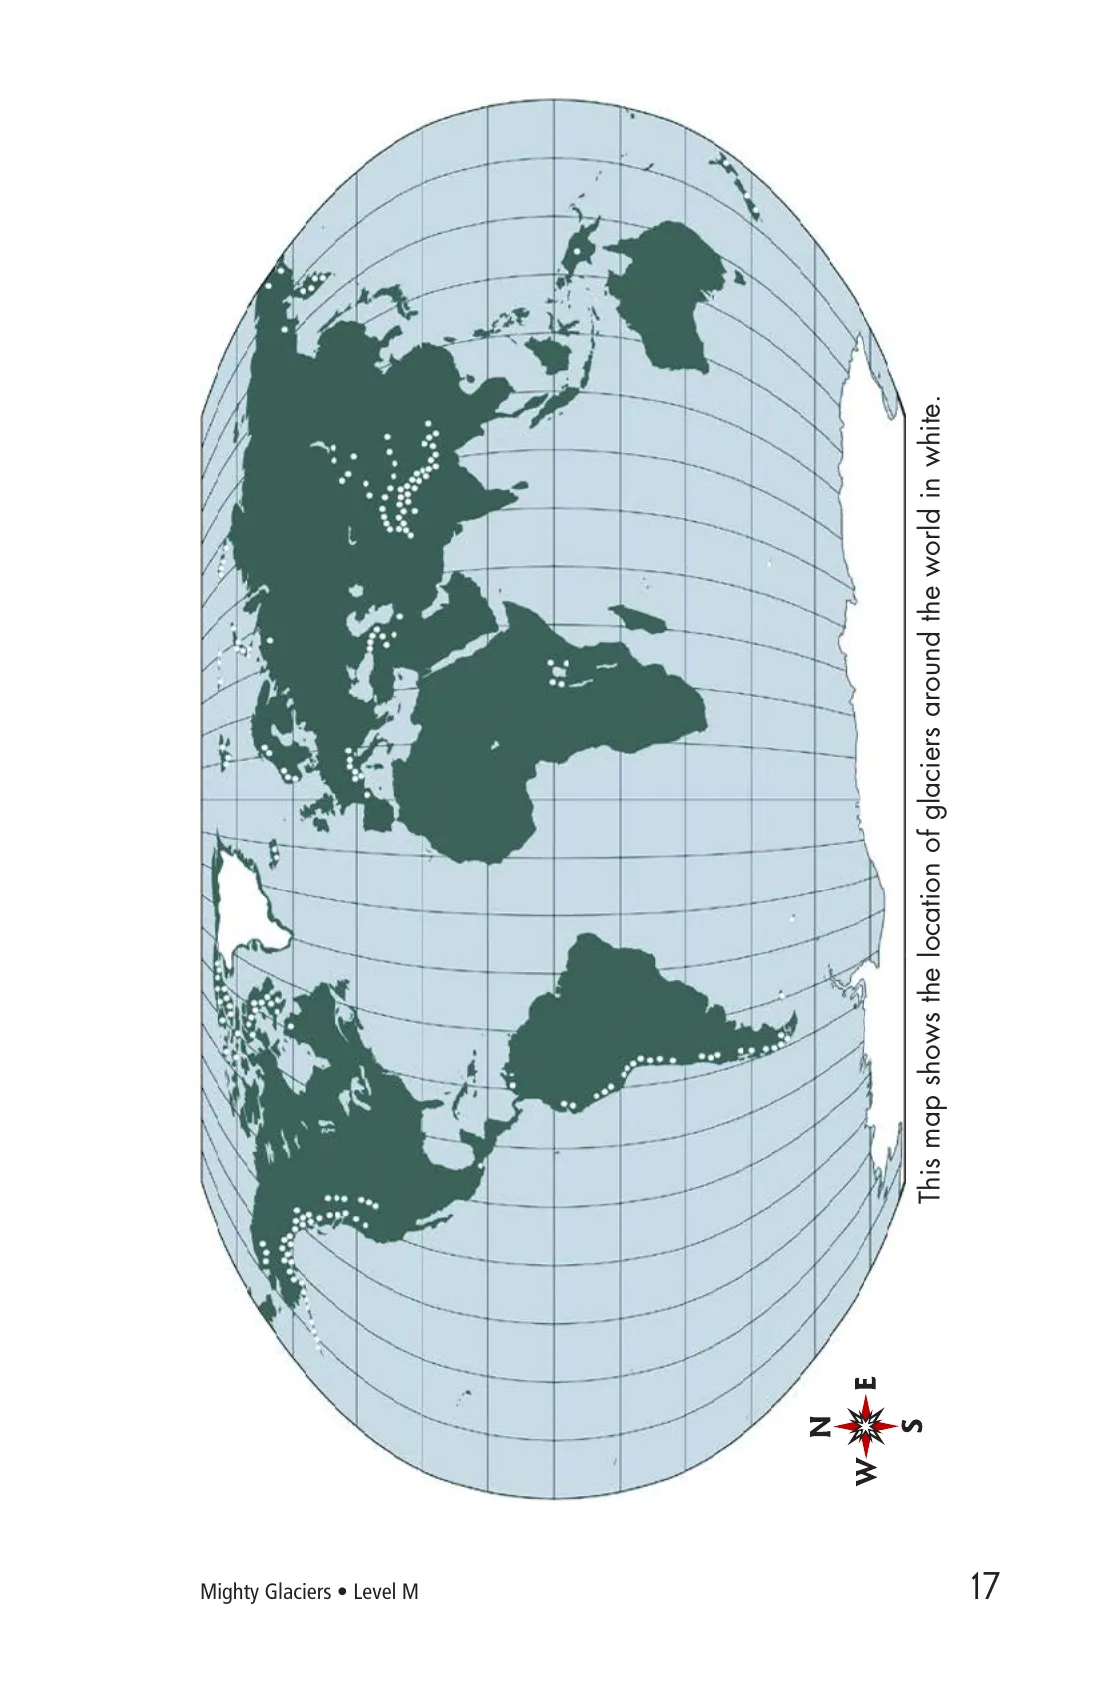 This map shows the location of glaciers around the world in white.
N
W E
S
Mighty Glaciers • Level M
17